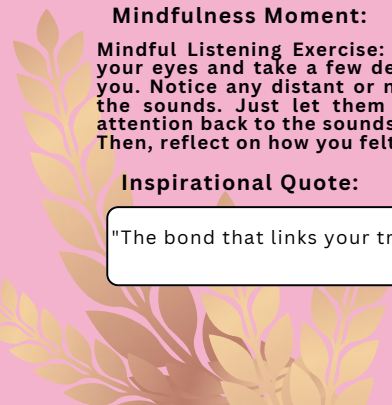 Mindfulness Moment:
Mindful Listening Exercise:
your eyes and take a few de
you. Notice any distant or n
the sounds. Just let them
attention back to the sounds
Then, reflect on how you felt
Inspirational Quote:
"The bond that links your tr